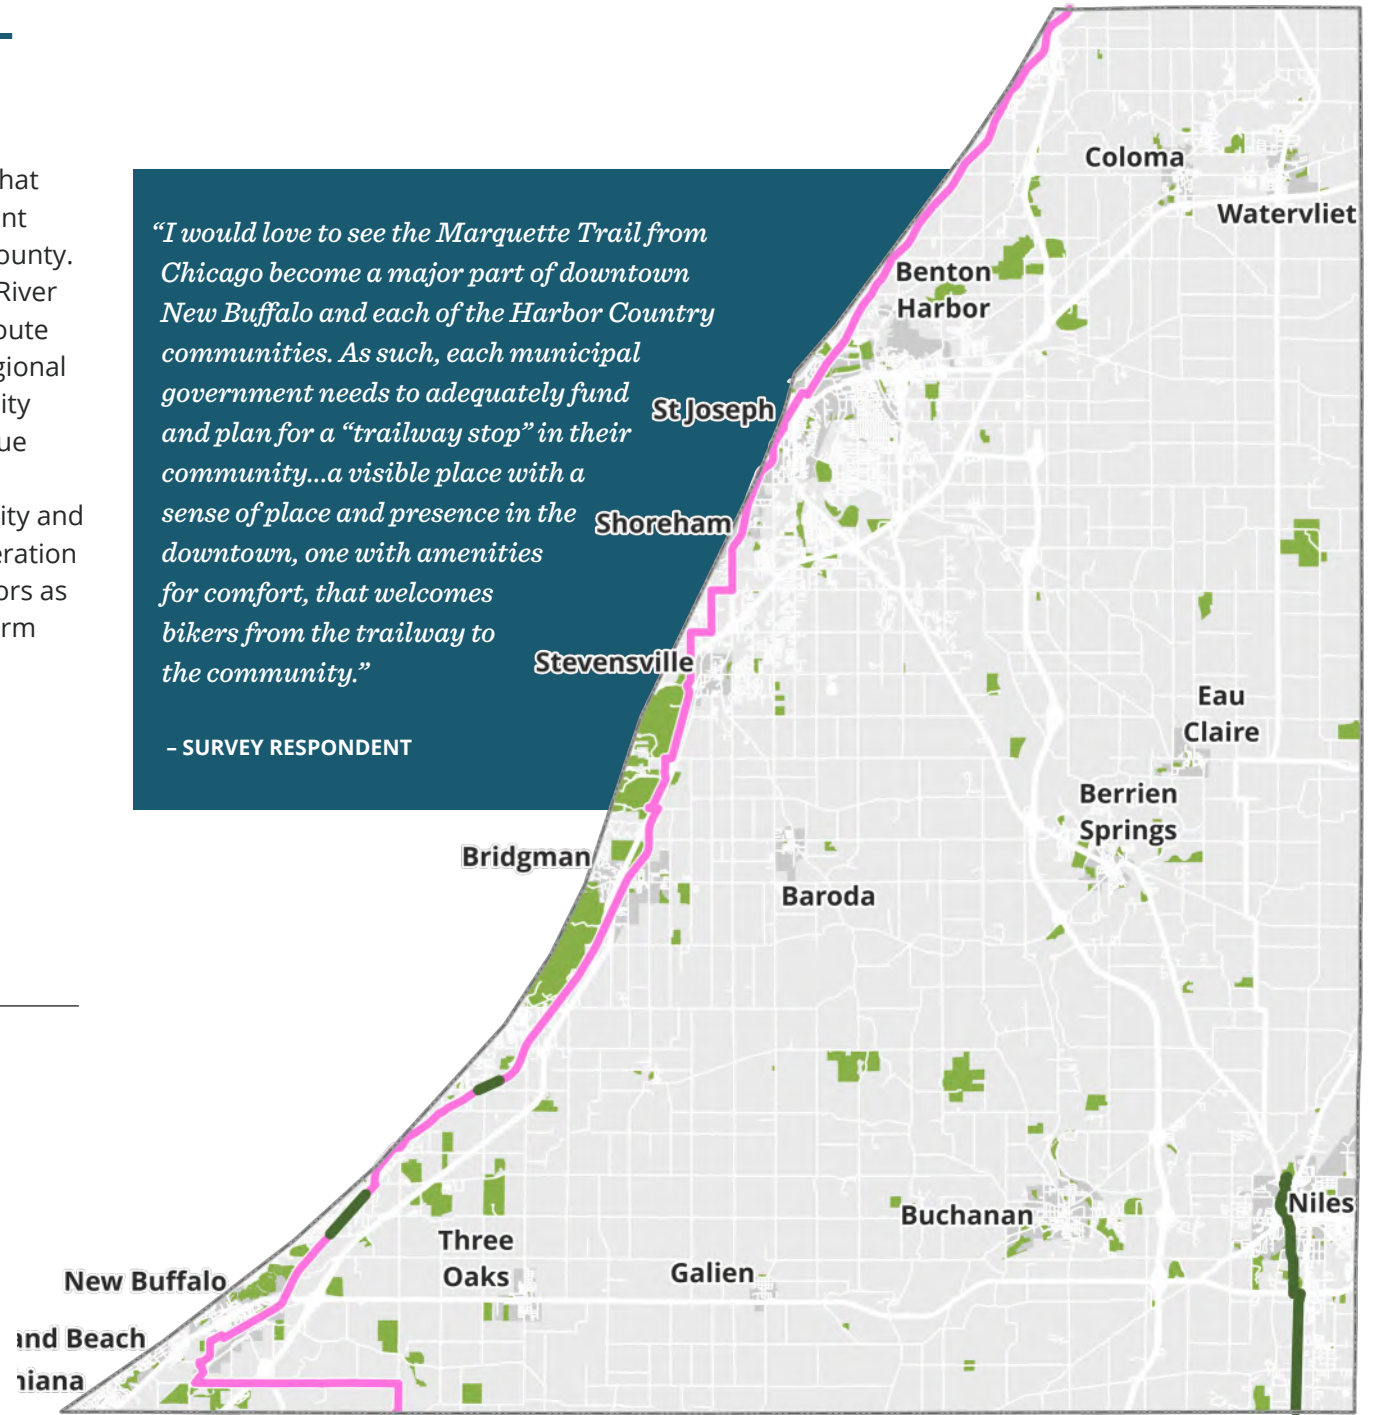 hat
nt
ounty.
River
oute
gional
ity
ue
ity and
eration
ors as
rm
“I would love to see the Marquette Trail from
Chicago become a major part of downtown
New Buffalo and each of the Harbor Country
communities. As such, each municipal
government needs to adequately fund
and plan for a “trailway stop” in their
community...a visible place with a
sense of place and presence in the
downtown, one with amenities
for comfort, that welcomes
bikers from the trailway to
the community.”
– SURVEY RESPONDENT
Coloma
Watervliet
Benton
Harbor
St Joseph
Shoreham
Stevensville
Eau
Claire
Berrien
Springs
Bridgman
Baroda
Niles
Buchanan
Three
Oaks
Galien
New Buffalo
and Beach
hiana